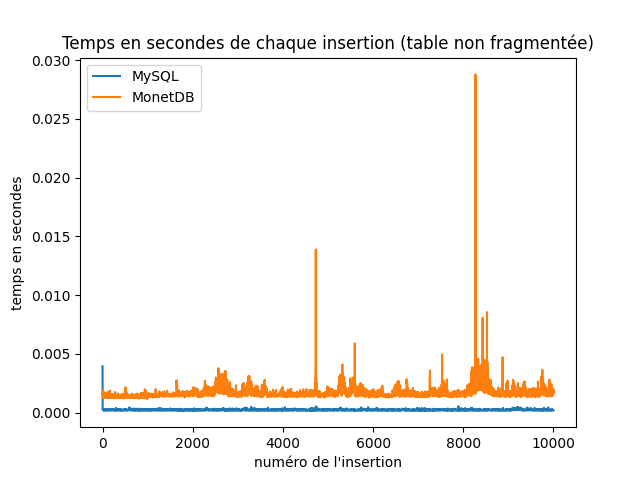 Temps en secondes de chaque insertion (table non fragmentée)
MySQL
MonetDB
temps en secondes
0.030
0.025
0.020
0.015
0.010
0.005
0.000
0
2000
4000
6000
8000
10000
numéro de l'insertion